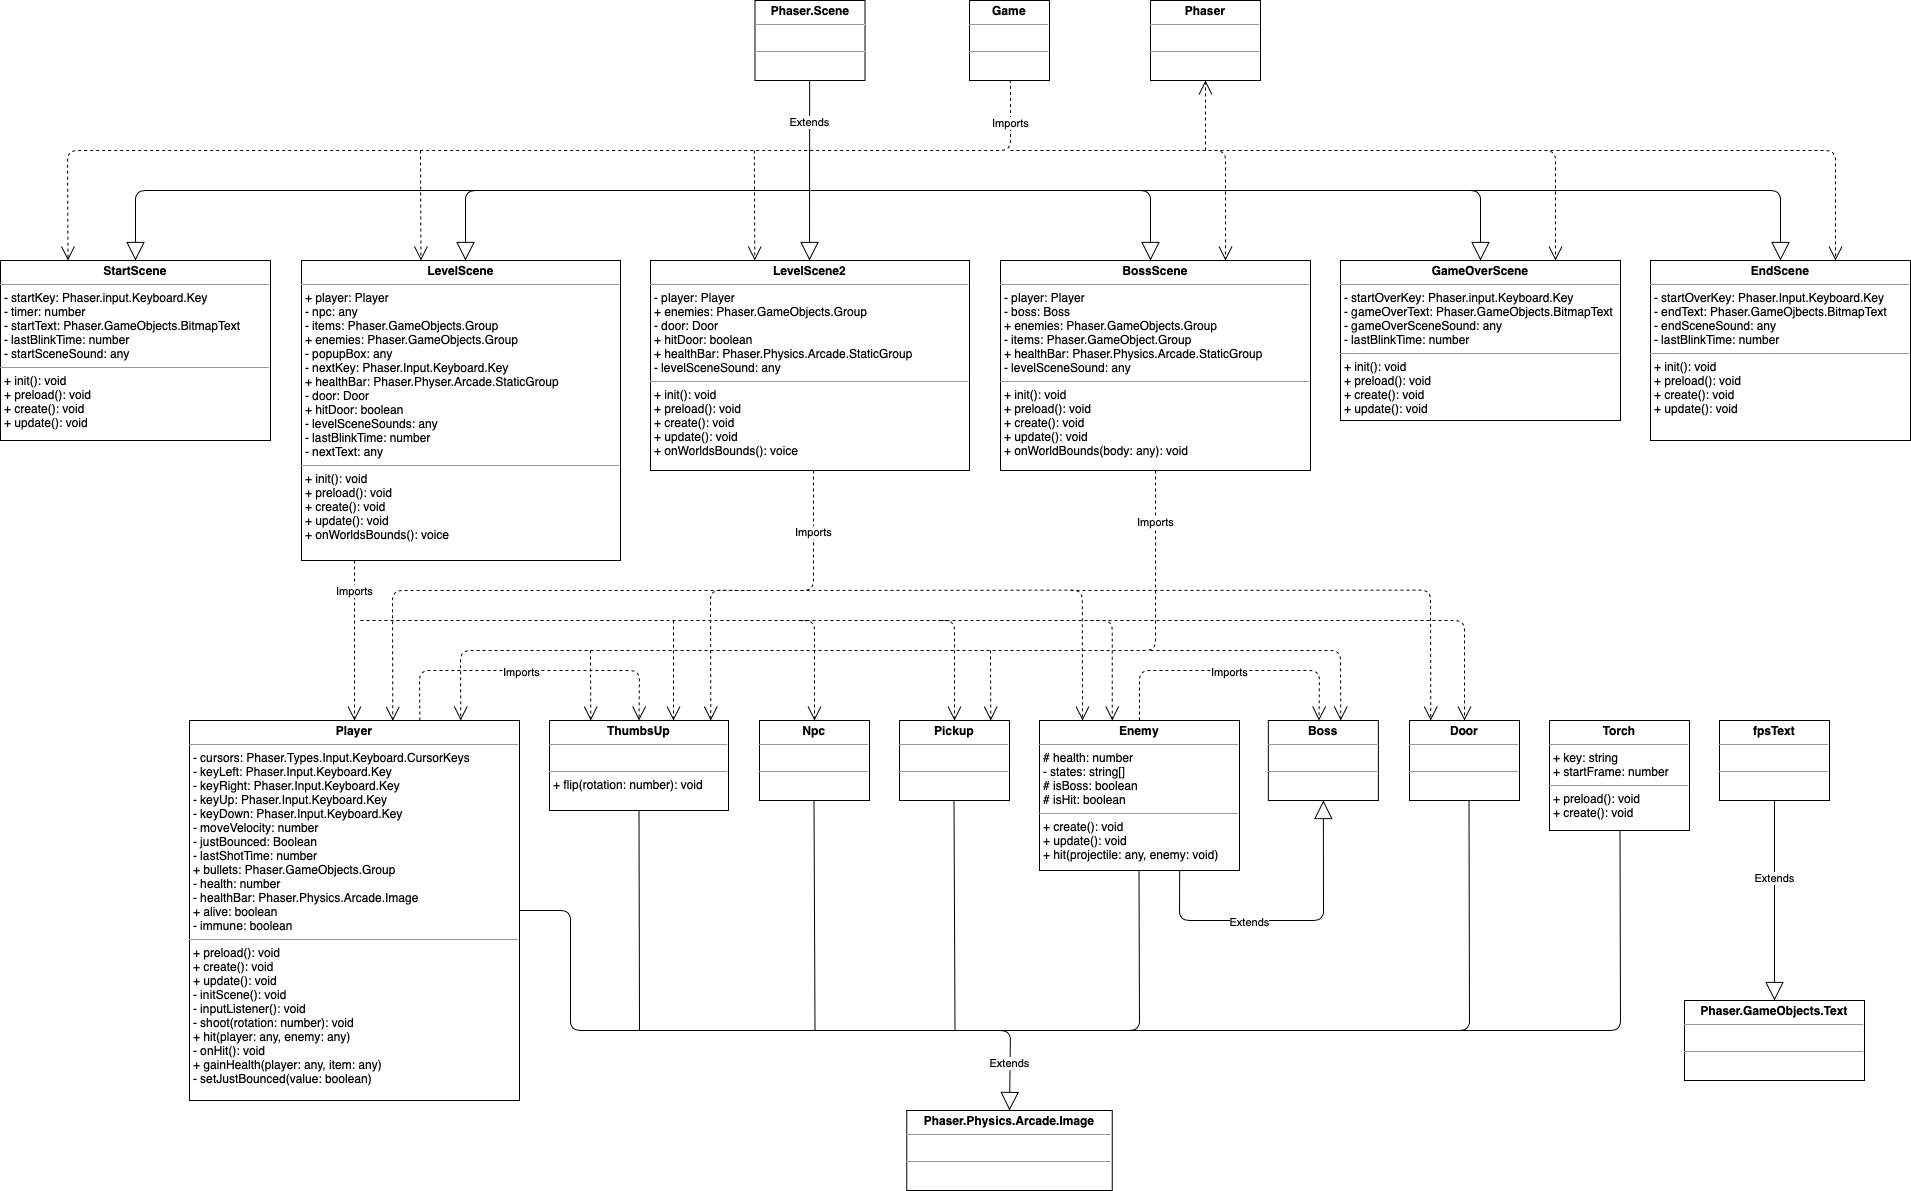 Phaser.Scene
Game
Phaser
Extends
Imports
StartScene
- startKey: Phaser.input.Keyboard.Key
- timer: number
- startText: Phaser.GameObjects.BitmapText
- lastBlinkTime: number
- startSceneSound: any
+ init(): void
+ preload(): void
+ create(): void
+ update(): void
LevelScene
+ player: Player
- npc: any
- items: Phaser.GameObjects.Group
+ enemies: Phaser.GameObjects.Group
- popupBox: any
- nextKey: Phaser.Input.Keyboard.Key
+ healthBar: Phaser.Physer.Arcade.StaticGroup
- door: Door
+ hitDoor: boolean
- levelSceneSounds: any
- lastBlinkTime: number
- nextText: any
+ init(): void
+ preload(): void
+ create(): void
+ update(): void
+ onWorldsBounds(): voice
LevelScene2
- player: Player
+ enemies: Phaser.GameObjects.Group
- door: Door
+ hitDoor: boolean
+ healthBar: Phaser.Physics.Arcade.StaticGroup
- levelSceneSound: any
+ init(): void
+ preload(): void
+ create(): void
+ update(): void
+ onWorldsBounds(): voice
BossScene
- player: Player
- boss: Boss
+ enemies: Phaser.GameObjects.Group
- items: Phaser.GameObject.Group
+ healthBar: Phaser.Physics.Arcade.StaticGroup
- levelSceneSound: any
+ init(): void
+ preload(): void
+ create(): void
+ update(): void
+ onWorldBounds(body: any): void
GameOverScene
- startOverKey: Phaser.input.Keyboard.Key
- gameOverText: Phaser.GameObjects.BitmapText
- gameOverSceneSound: any
- lastBlinkTime: number
+ init(): void
+ preload(): void
+ create(): void
+ update(): void
EndScene
- startOverKey: Phaser.Input.Keyboard.Key
- endText: Phaser.GameOjbects.BitmapText
- endSceneSound: any
- lastBlinkTime: number
+ init(): void
+ preload(): void
+ create(): void
+ update(): void
Imports
Imports
Imports
Imports
Imports
Player
- cursors: Phaser.Types.Input.Keyboard.CursorKeys
- keyLeft: Phaser.Input.Keyboard.Key
- keyRight: Phaser.Input.Keyboard.Key
- keyUp: Phaser.Input.Keyboard.Key
- keyDown: Phaser.Input.Keyboard.Key
- moveVelocity: number
- justBounced: Boolean
- lastShotTime: number
+ bullets: Phaser.GameObjects.Group
- health: number
- healthBar: Phaser.Physics.Arcade.Image
+ alive: boolean
- immune: boolean
+ preload(): void
+ create(): void
+ update(): void
- initScene(): void
- inputListener(): void
- shoot(rotation: number): void
+ hit(player: any, enemy: any)
- onHit(): void
+ gainHealth(player: any, item: any)
- setJustBounced(value: boolean)
ThumbsUp
+ flip(rotation: number): void
Npc
Pickup
Enemy
# health: number
- states: string[]
# isBoss: boolean
# isHit: boolean
+ create(): void
+ update(): void
+ hit(projectile: any, enemy: void)
Boss
Door
Torch
+ key: string
+ startFrame: number
+ preload(): void
+ create(): void
fpsText
Extends
Extends
Phaser.GameObjects.Text
Extends
Phaser.Physics.Arcade.Image